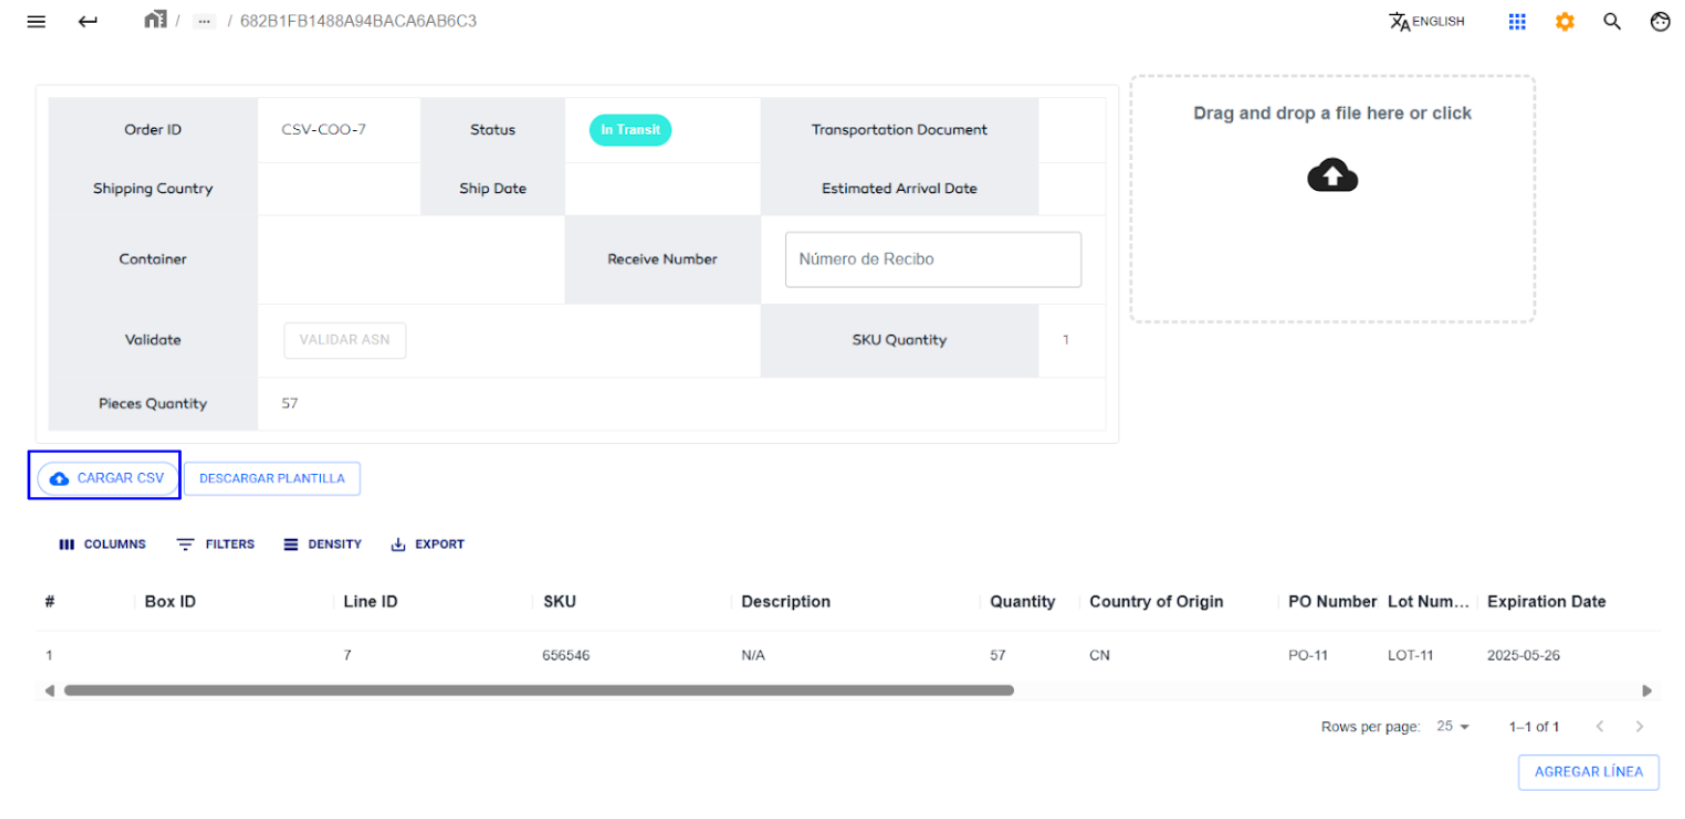 / ... / 682B1FB1488A94BACA6AB6C3 ENGLISH
Drag and drop a file here or click
Order ID CSV-COO-7 Status In Transit Transportation Document
Shipping Country Ship Date Estimated Arrival Date
Container Receive Number Número de Recibo
Validate VALIDAR ASN SKU Quantity 1
Pieces Quantity 57
CARGAR CSV DESCARGAR PLANTILLA
COLUMNS FILTERS DENSITY EXPORT
# Box ID Line ID SKU Description Quantity Country of Origin PO Number Lot Num... Expiration Date
1 7 656546 N/A 57 CN PO-11 LOT-11 2025-05-26
Rows per page: 25 1–1 of 1
AGREGAR LÍNEA